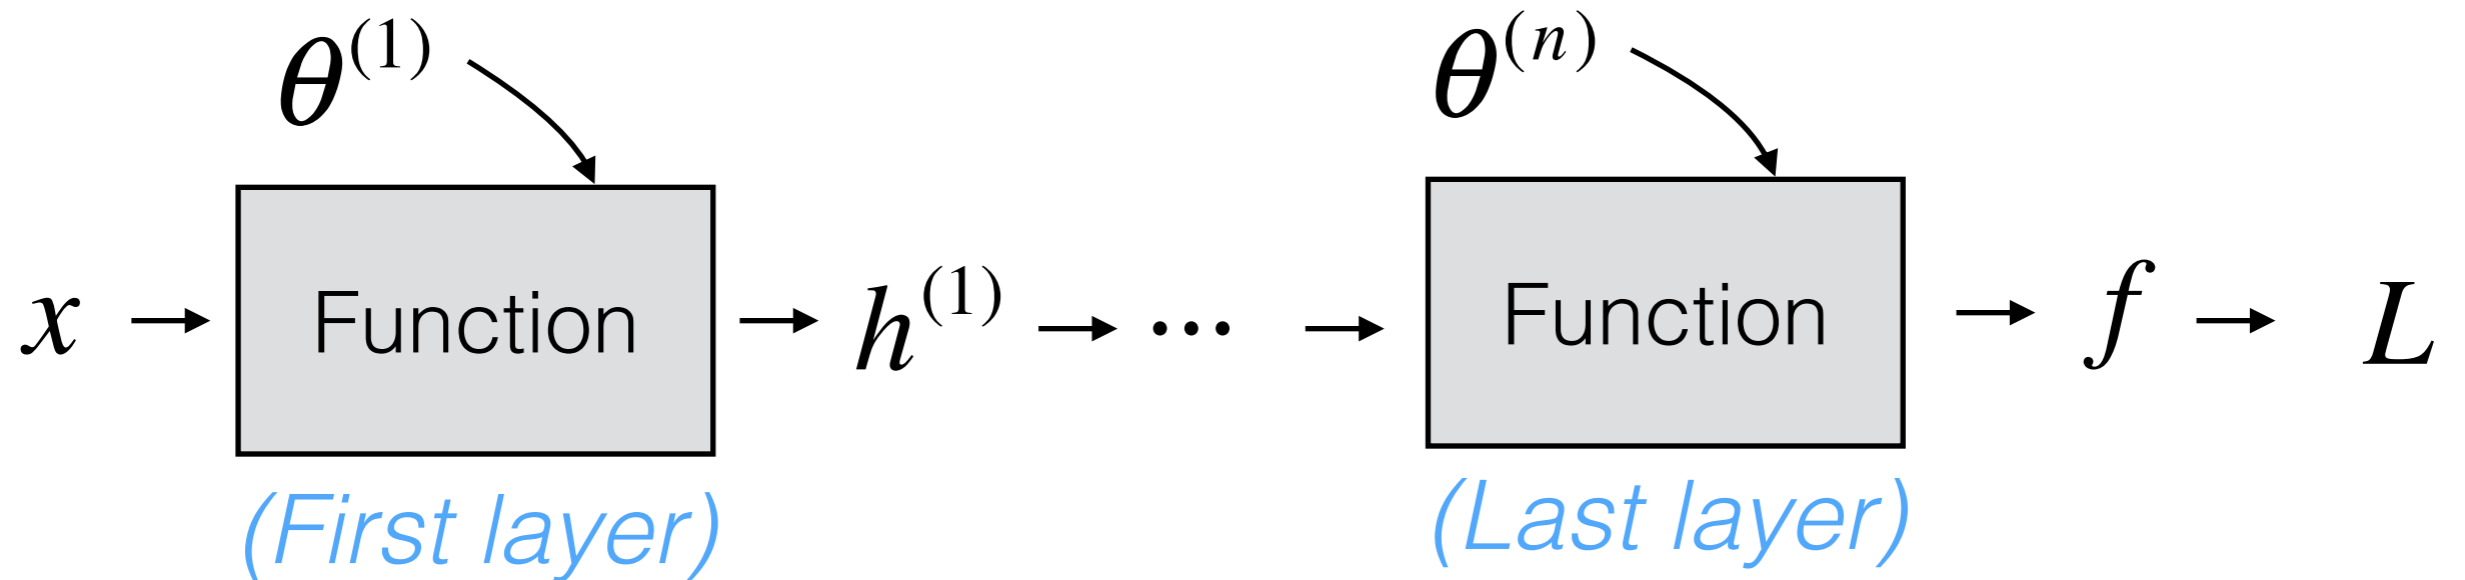 θ^(1) θ^(n)
x → Function → h^(1) → ··· → Function → f → L
(First layer) (Last layer)